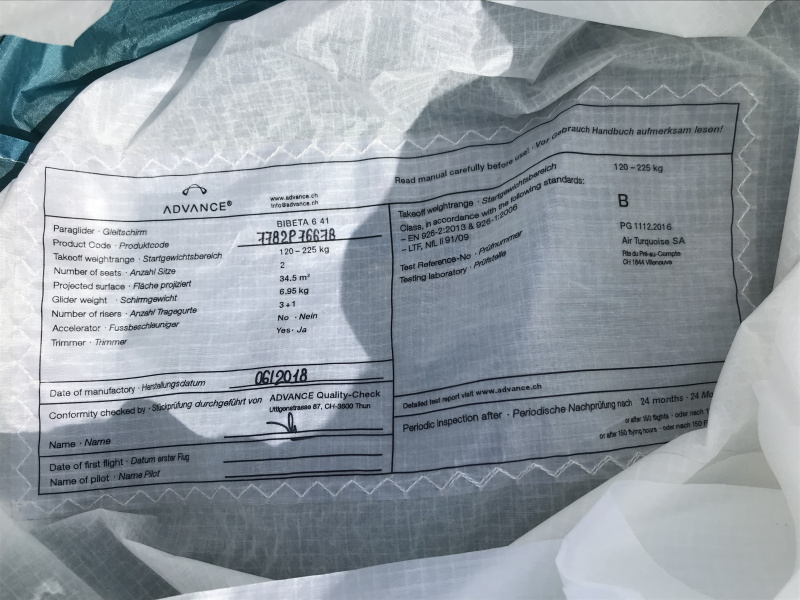 Read manual carefully before use! · Vor Gebrauch Handbuch aufmerksam lesen!
ADVANCE®
www.advance.ch
info@advance.ch
Paraglider · Gleitschirm BIBETA 6 41
Product Code · Produktcode 7782P76678
Takeoff weightrange · Startgewichtsbereich 120 – 225 kg
Number of seats · Anzahl Sitze 2
Projected surface · Fläche projiziert 34.5 m²
Glider weight · Schirmgewicht 6.95 kg
Number of risers · Anzahl Tragegurte 3+1
Accelerator · Fussbeschleuniger No · Nein
Trimmer · Trimmer Yes · Ja
Date of manufactory · Herstellungsdatum 06/2018
Conformity checked by · Stückprüfung durchgeführt von ADVANCE Quality-Check
Uttigenstrasse 87, CH-3600 Thun
Name · Name
Date of first flight · Datum erster Flug
Name of pilot · Name Pilot
Takeoff weightrange · Startgewichtsbereich 120 – 225 kg
Class, in accordance with the following standards: B
– EN 926-2:2013 & 926-1:2006
– LTF, NfL II 91/09
Test Reference-No · Prüfnummer PG 1112.2016
Testing laboratory · Prüfstelle Air Turquoise SA
Rte du Pré-au-Comte
CH 1844 Villeneuve
Detailed test report visit www.advance.ch
Periodic inspection after · Periodische Nachprüfung nach 24 months · 24 Mo
or after 150 flights · oder nach 1
or after 150 flying hours · oder nach 150 F